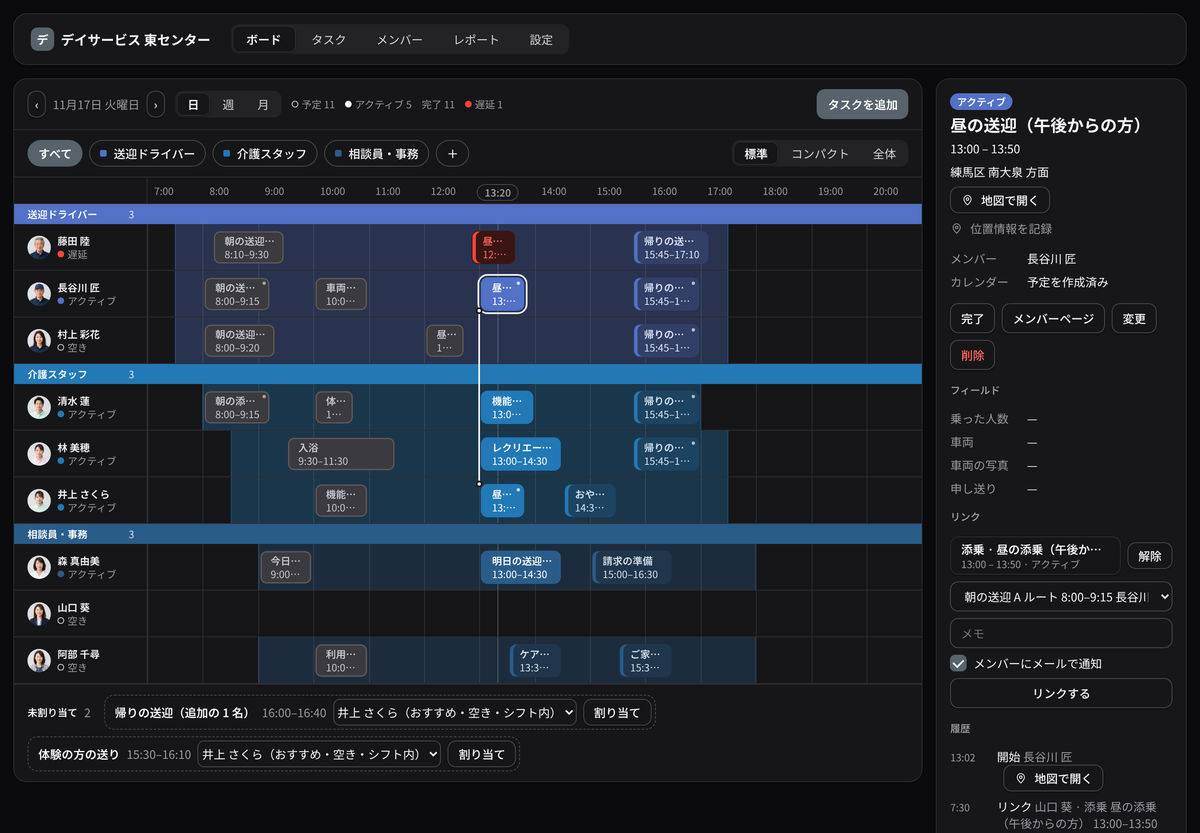 デ デイサービス 東センター ボード タスク メンバー レポート 設定
‹ 11月17日 火曜日 › 日 週 月 予定 11 アクティブ 5 完了 11 遅延 1 タスクを追加
すべて 送迎ドライバー 介護スタッフ 相談員・事務 + 標準 コンパクト 全体
7:00 8:00 9:00 10:00 11:00 12:00 13:20 14:00 15:00 16:00 17:00 18:00 19:00 20:00
送迎ドライバー 3
藤田 陸
遅延
朝の送迎…
8:10–9:30
昼…
12:…
帰りの送…
15:45–17:10
長谷川 匠
アクティブ
朝の送…
8:00–9:15
車両…
10:0…
昼…
13:…
帰りの…
15:45–1…
村上 彩花
空き
朝の送迎…
8:00–9:20
昼…
1…
帰りの…
15:45–1…
介護スタッフ 3
清水 蓮
アクティブ
朝の添…
8:00–9:15
体…
1…
機能…
13:0…
帰りの…
15:45–1…
林 美穂
アクティブ
入浴
9:30–11:30
レクリエー…
13:00–14:30
帰りの…
15:45–1…
井上 さくら
アクティブ
機能…
10:0…
昼…
13:…
おや…
14:3…
相談員・事務 3
森 真由美
アクティブ
今日…
9:00…
明日の送迎…
13:00–14:30
請求の準備
15:00–16:30
山口 葵
空き
阿部 千尋
空き
利用…
10:0…
ケア…
13:3…
ご家…
15:3…
未割り当て 2 帰りの送迎（追加の 1 名） 16:00–16:40 井上 さくら（おすすめ・空き・シフト内） 割り当て
体験の方の送り 15:30–16:10 井上 さくら（おすすめ・空き・シフト内） 割り当て
アクティブ
昼の送迎（午後からの方）
13:00 – 13:50
練馬区 南大泉 方面
地図で開く
位置情報を記録
メンバー 長谷川 匠
カレンダー 予定を作成済み
完了 メンバーページ 変更
削除
フィールド
乗った人数 —
車両 —
車両の写真 —
申し送り —
リンク
添乗・昼の添乗（午後か…
13:00 – 13:50・アクティブ
解除
朝の送迎 A ルート 8:00–9:15 長谷川
メモ
メンバーにメールで通知
リンクする
履歴
13:02 開始 長谷川 匠
地図で開く
7:30 リンク 山口 葵・添乗 昼の添乗
（午後からの方） 13:00–13:50